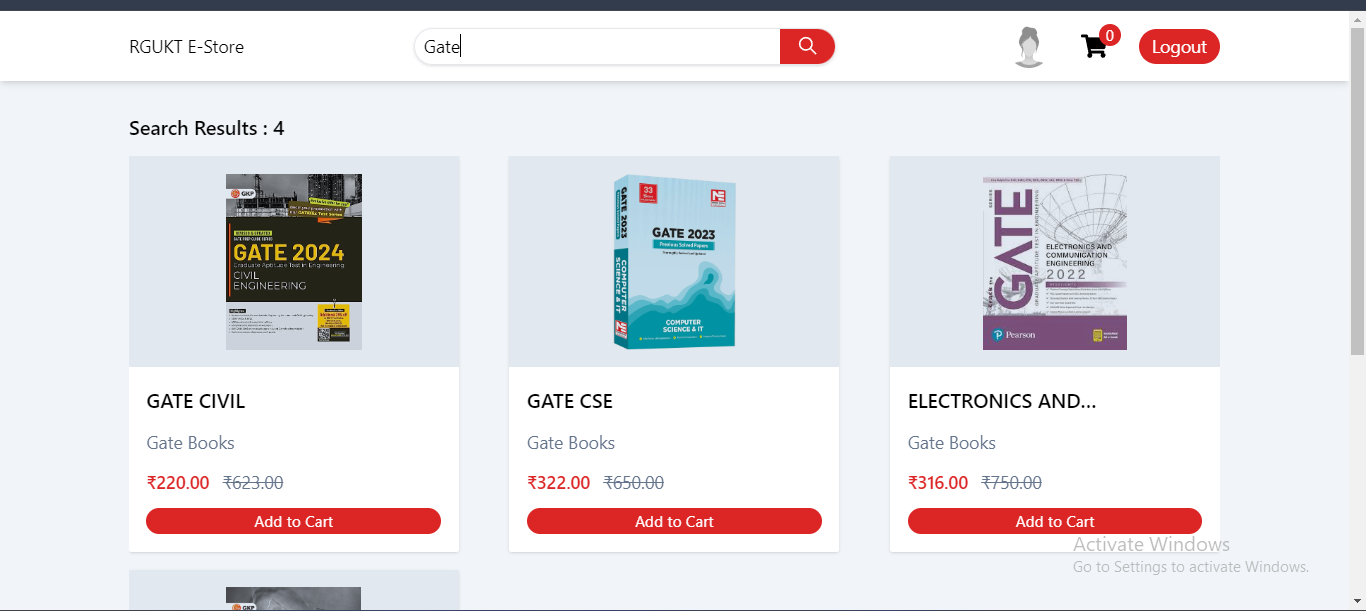 RGUKT E-Store
Gate
0
Logout
Search Results : 4
GKP
GATE 2024
Graduate Aptitude Test in Engineering
CIVIL
ENGINEERING
33
GATE 2023
COMPUTER
SCIENCE & IT
GATE 2023
Previous Solved Papers
COMPUTER
SCIENCE & IT
GATE
ELECTRONICS AND
COMMUNICATION
ENGINEERING
2022
Pearson
GATE CIVIL
Gate Books
₹220.00 ₹623.00
Add to Cart
GATE CSE
Gate Books
₹322.00 ₹650.00
Add to Cart
ELECTRONICS AND...
Gate Books
₹316.00 ₹750.00
Add to Cart
Activate Windows
Go to Settings to activate Windows.
GKP